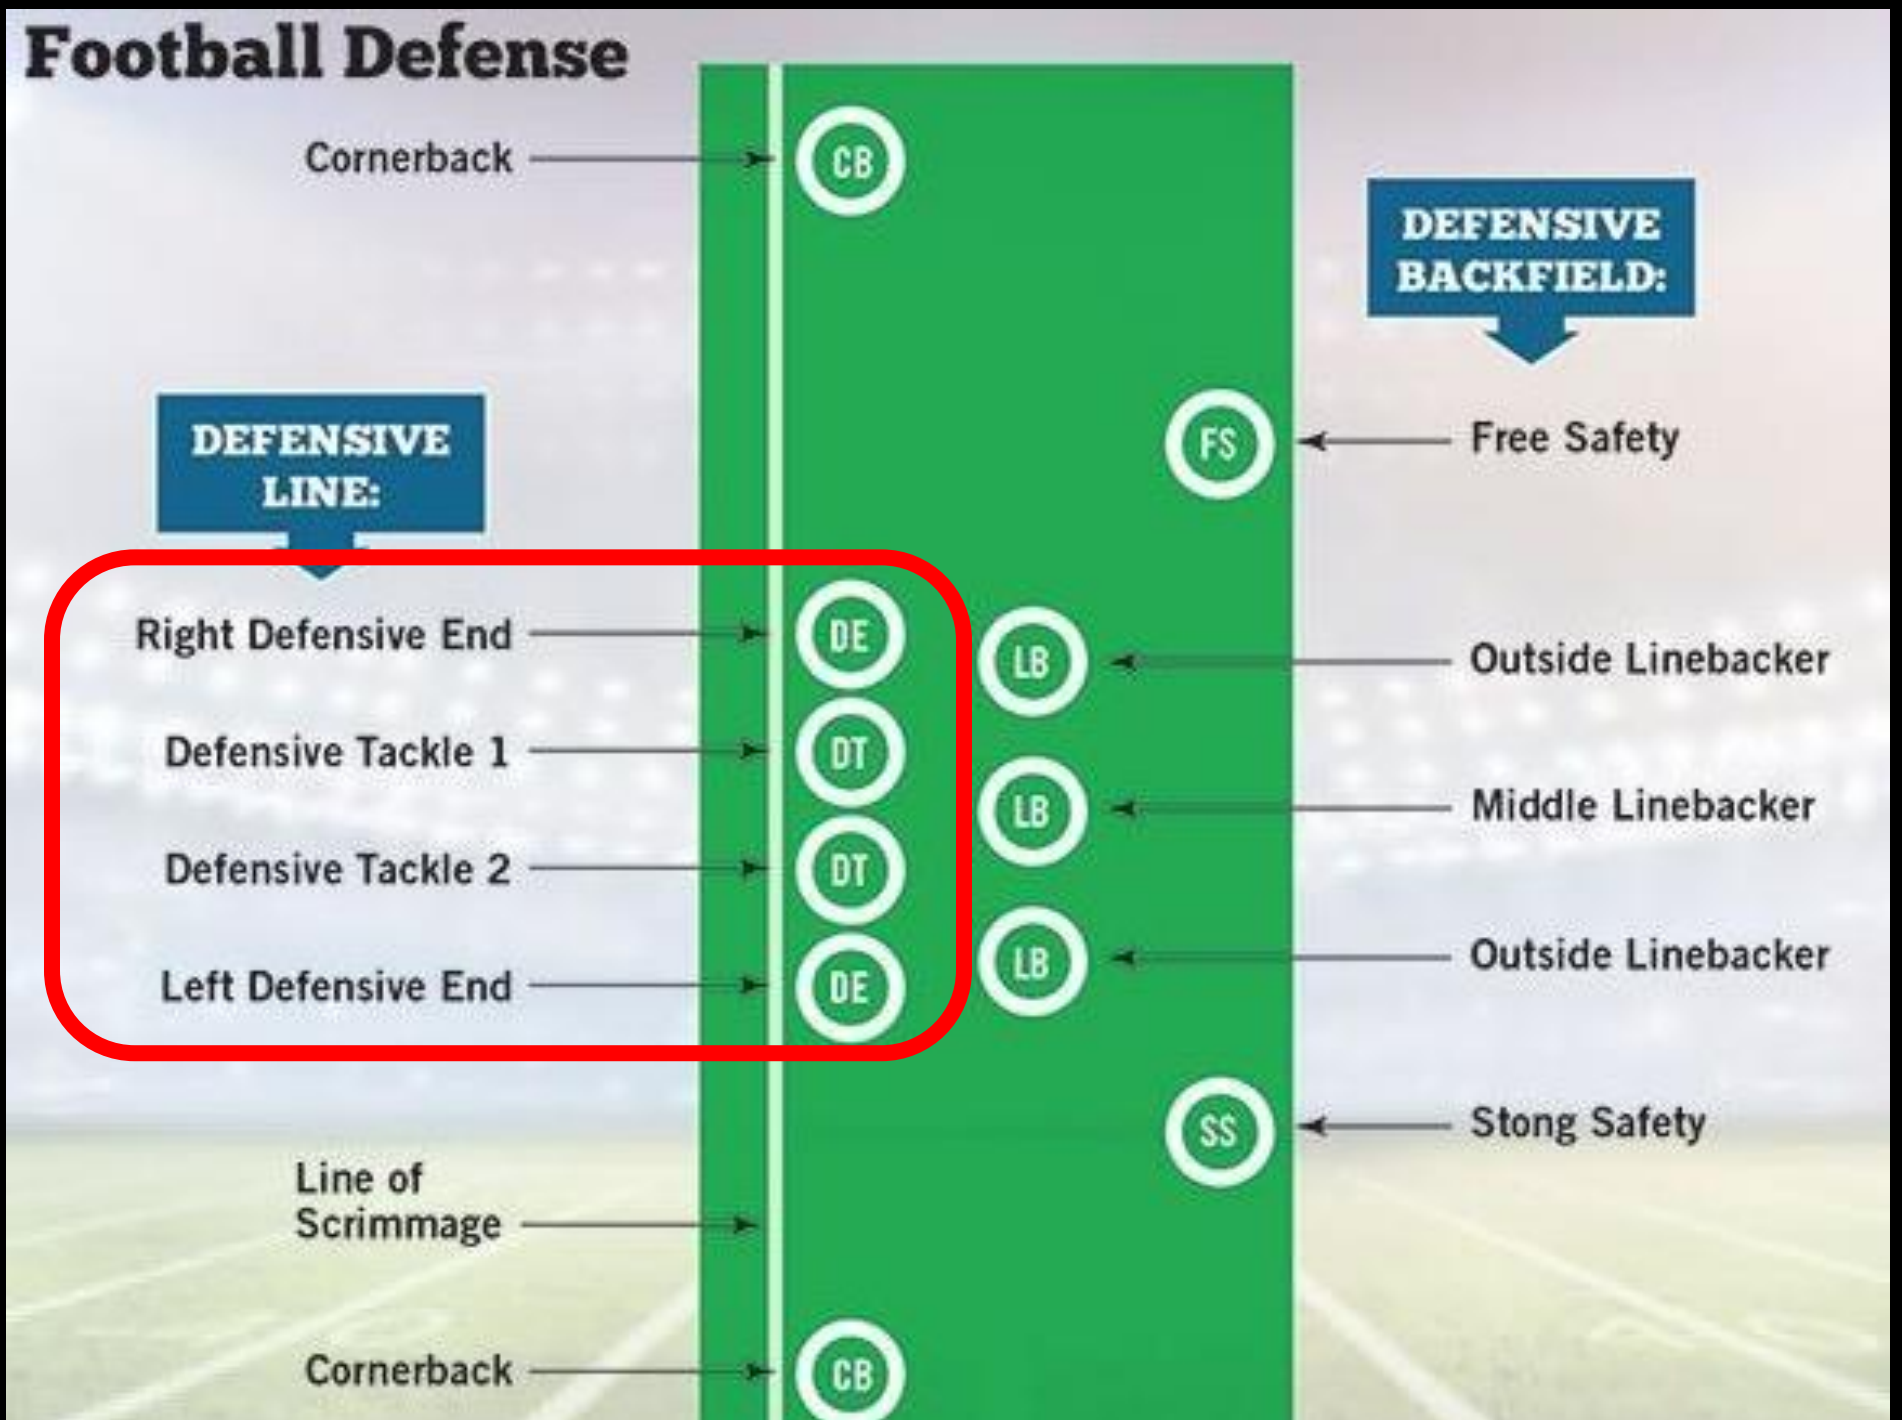 Football Defense
Cornerback
CB
DEFENSIVE
BACKFIELD:
FS
Free Safety
DEFENSIVE
LINE:
Right Defensive End
DE
LB
Outside Linebacker
Defensive Tackle 1
DT
LB
Middle Linebacker
Defensive Tackle 2
DT
LB
Outside Linebacker
Left Defensive End
DE
SS
Stong Safety
Line of
Scrimmage
Cornerback
CB